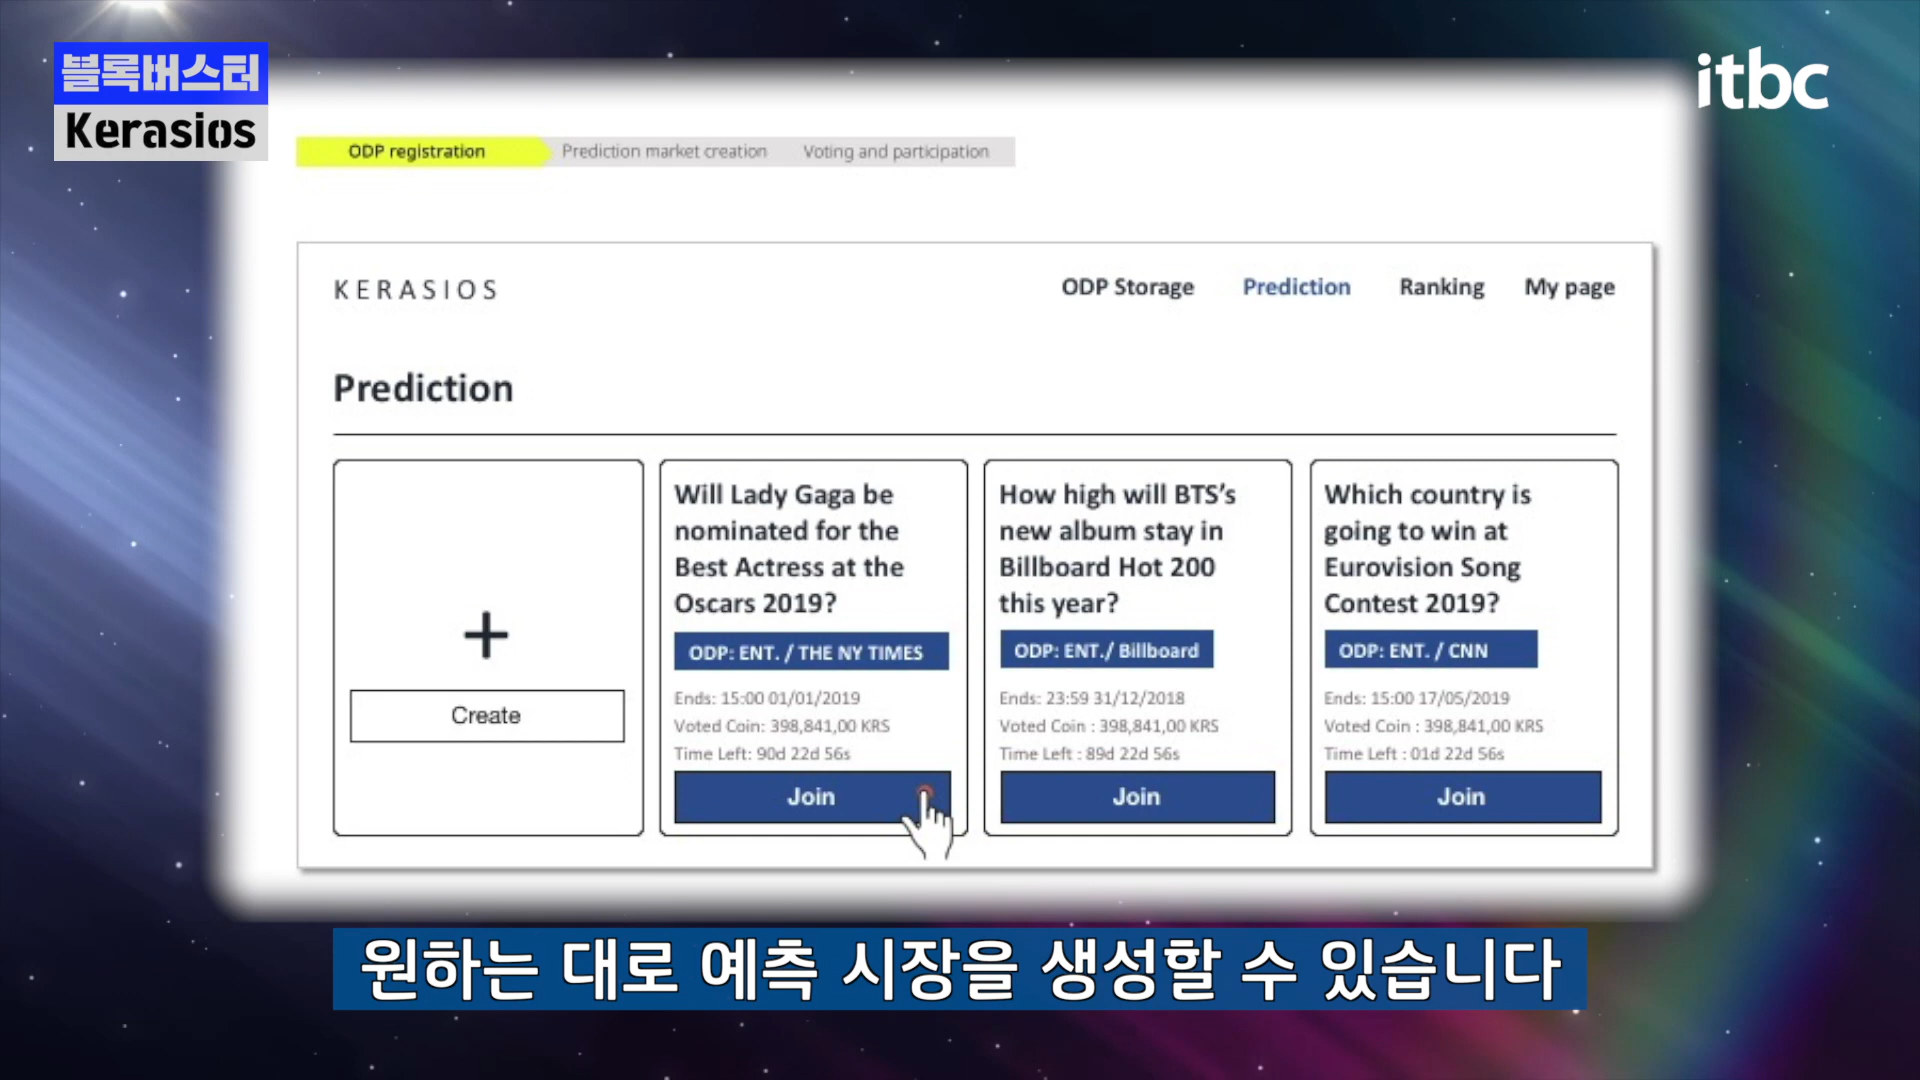 블록버스터
Kerasios
itbc
ODP registration
Prediction market creation
Voting and participation
KERASIOS
ODP Storage
Prediction
Ranking
My page
Prediction
+
Create
Will Lady Gaga be
nominated for the
Best Actress at the
Oscars 2019?
ODP: ENT. / THE NY TIMES
Ends: 15:00 01/01/2019
Voted Coin: 398,841,00 KRS
Time Left: 90d 22d 56s
Join
How high will BTS’s
new album stay in
Billboard Hot 200
this year?
ODP: ENT./ Billboard
Ends: 23:59 31/12/2018
Voted Coin : 398,841,00 KRS
Time Left : 89d 22d 56s
Join
Which country is
going to win at
Eurovision Song
Contest 2019?
ODP: ENT. / CNN
Ends: 15:00 17/05/2019
Voted Coin : 398,841,00 KRS
Time Left : 01d 22d 56s
Join
원하는 대로 예측 시장을 생성할 수 있습니다